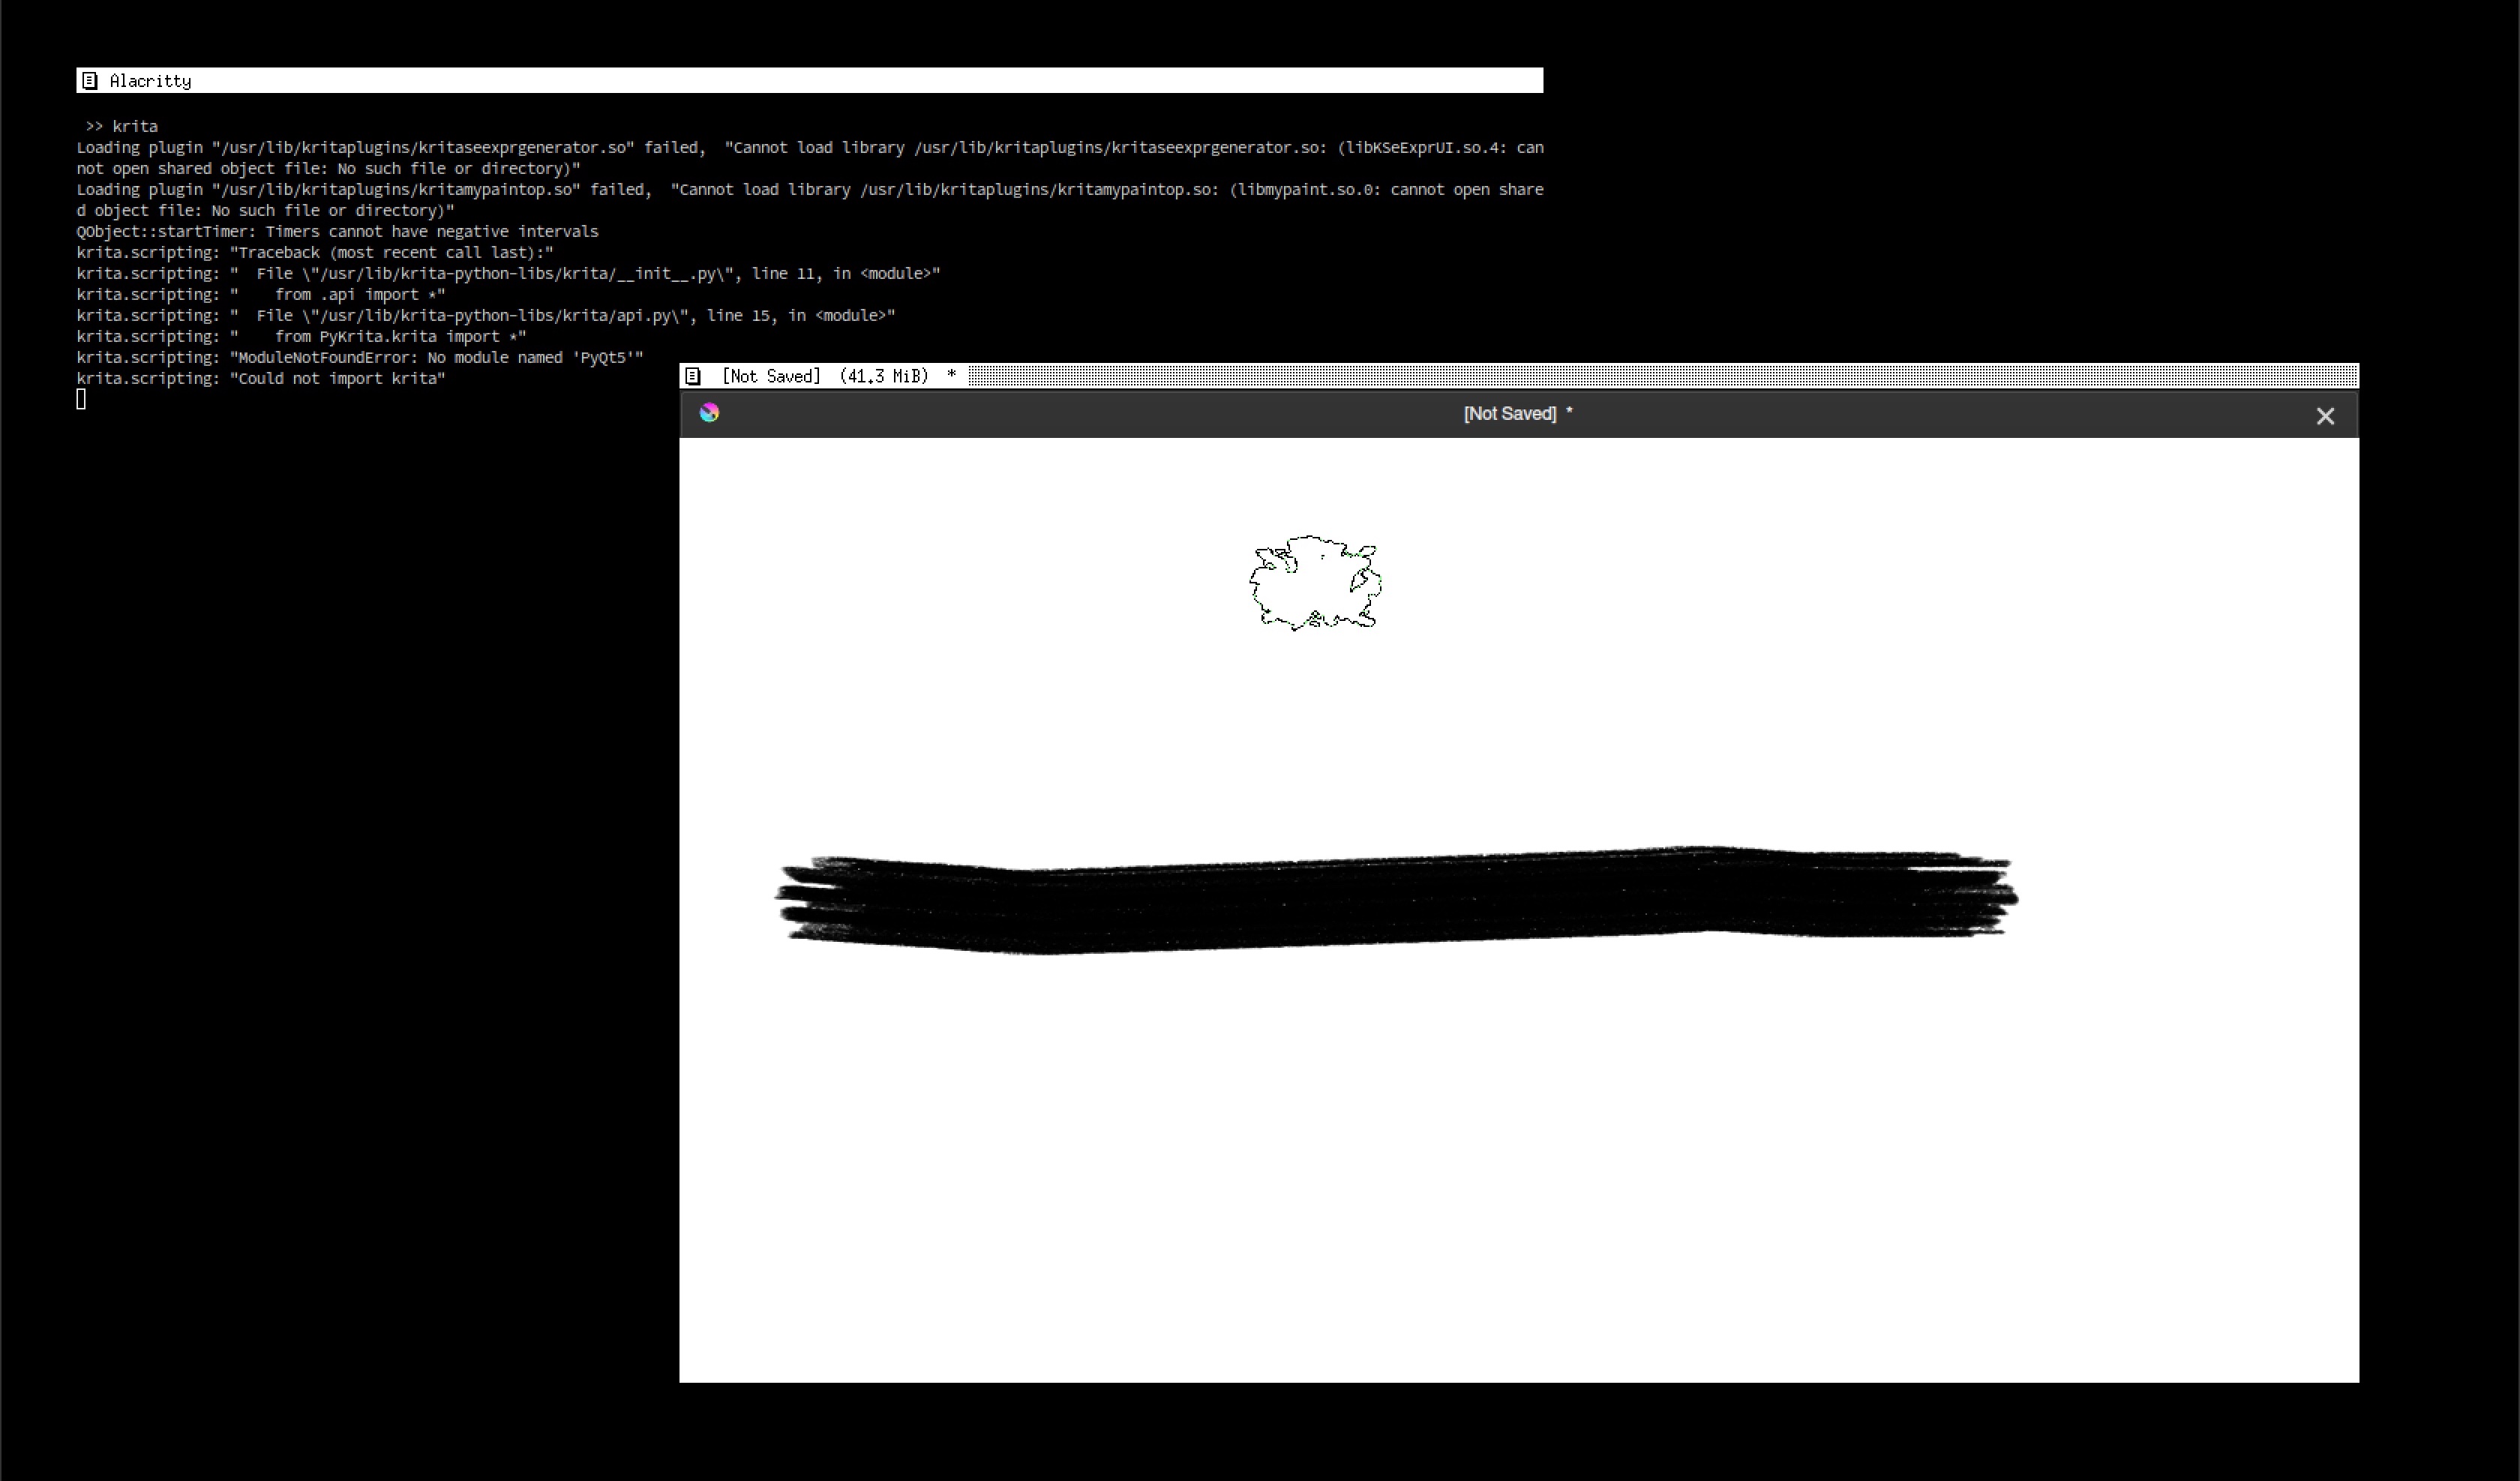 Alacritty
>> krita
Loading plugin "/usr/lib/kritaplugins/kritaseexprgenerator.so" failed,  "Cannot load library /usr/lib/kritaplugins/kritaseexprgenerator.so: (libKSeExprUI.so.4: can
not open shared object file: No such file or directory)"
Loading plugin "/usr/lib/kritaplugins/kritamypaintop.so" failed,  "Cannot load library /usr/lib/kritaplugins/kritamypaintop.so: (libmypaint.so.0: cannot open share
d object file: No such file or directory)"
QObject::startTimer: Timers cannot have negative intervals
krita.scripting: "Traceback (most recent call last):"
krita.scripting: "  File \"/usr/lib/krita-python-libs/krita/__init__.py\", line 11, in <module>"
krita.scripting: "    from .api import *"
krita.scripting: "  File \"/usr/lib/krita-python-libs/krita/api.py\", line 15, in <module>"
krita.scripting: "    from PyKrita.krita import *"
krita.scripting: "ModuleNotFoundError: No module named 'PyQt5'"
krita.scripting: "Could not import krita"
[Not Saved]  (41.3 MiB)  *
[Not Saved]  *